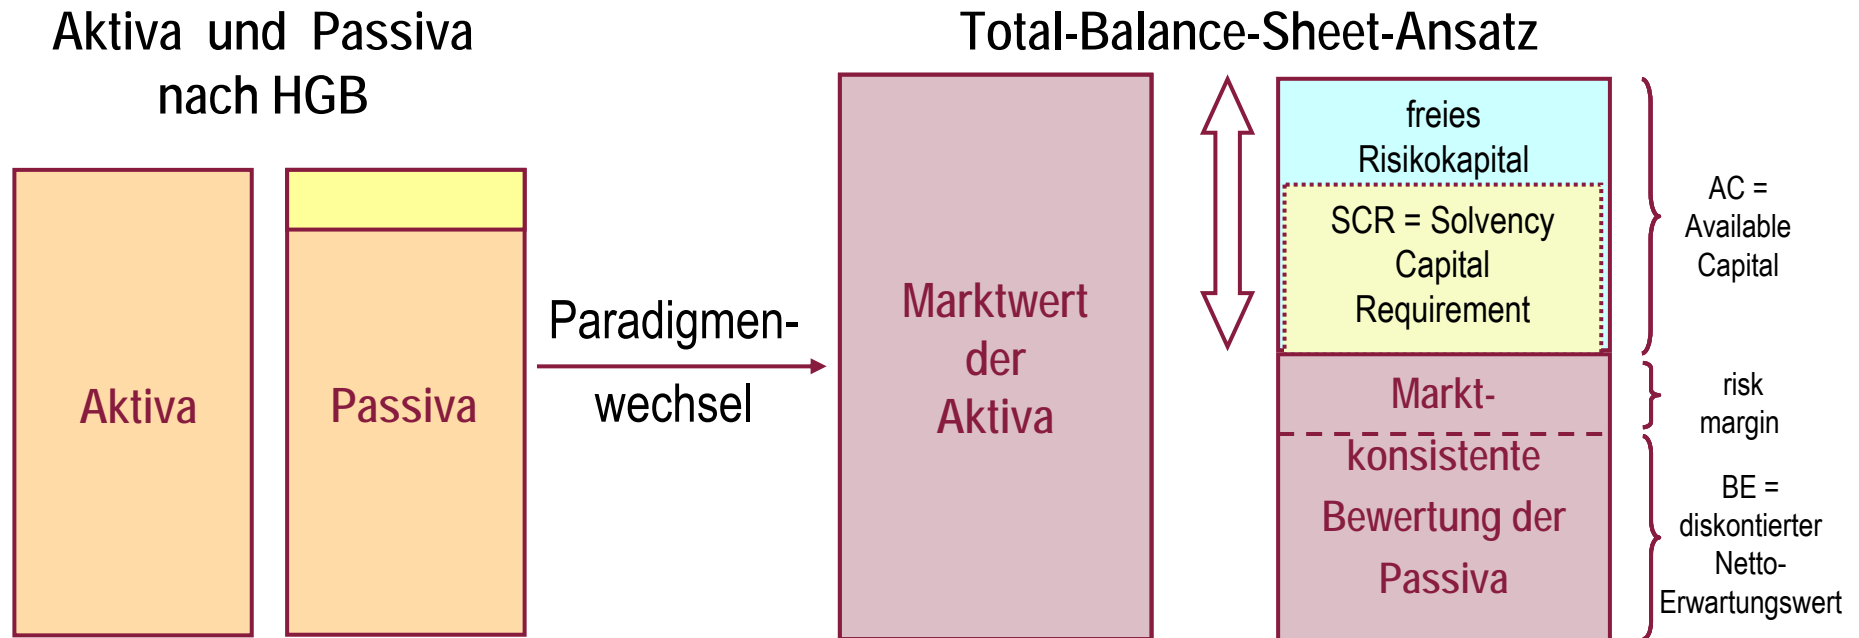 Aktiva und Passiva
nach HGB
Aktiva
Passiva
Paradigmen-
wechsel
Total-Balance-Sheet-Ansatz
Marktwert
der
Aktiva
freies
Risikokapital
SCR = Solvency
Capital
Requirement
Markt-
konsistente
Bewertung der
Passiva
AC =
Available
Capital
risk
margin
BE =
diskontierter
Netto-
Erwartungswert